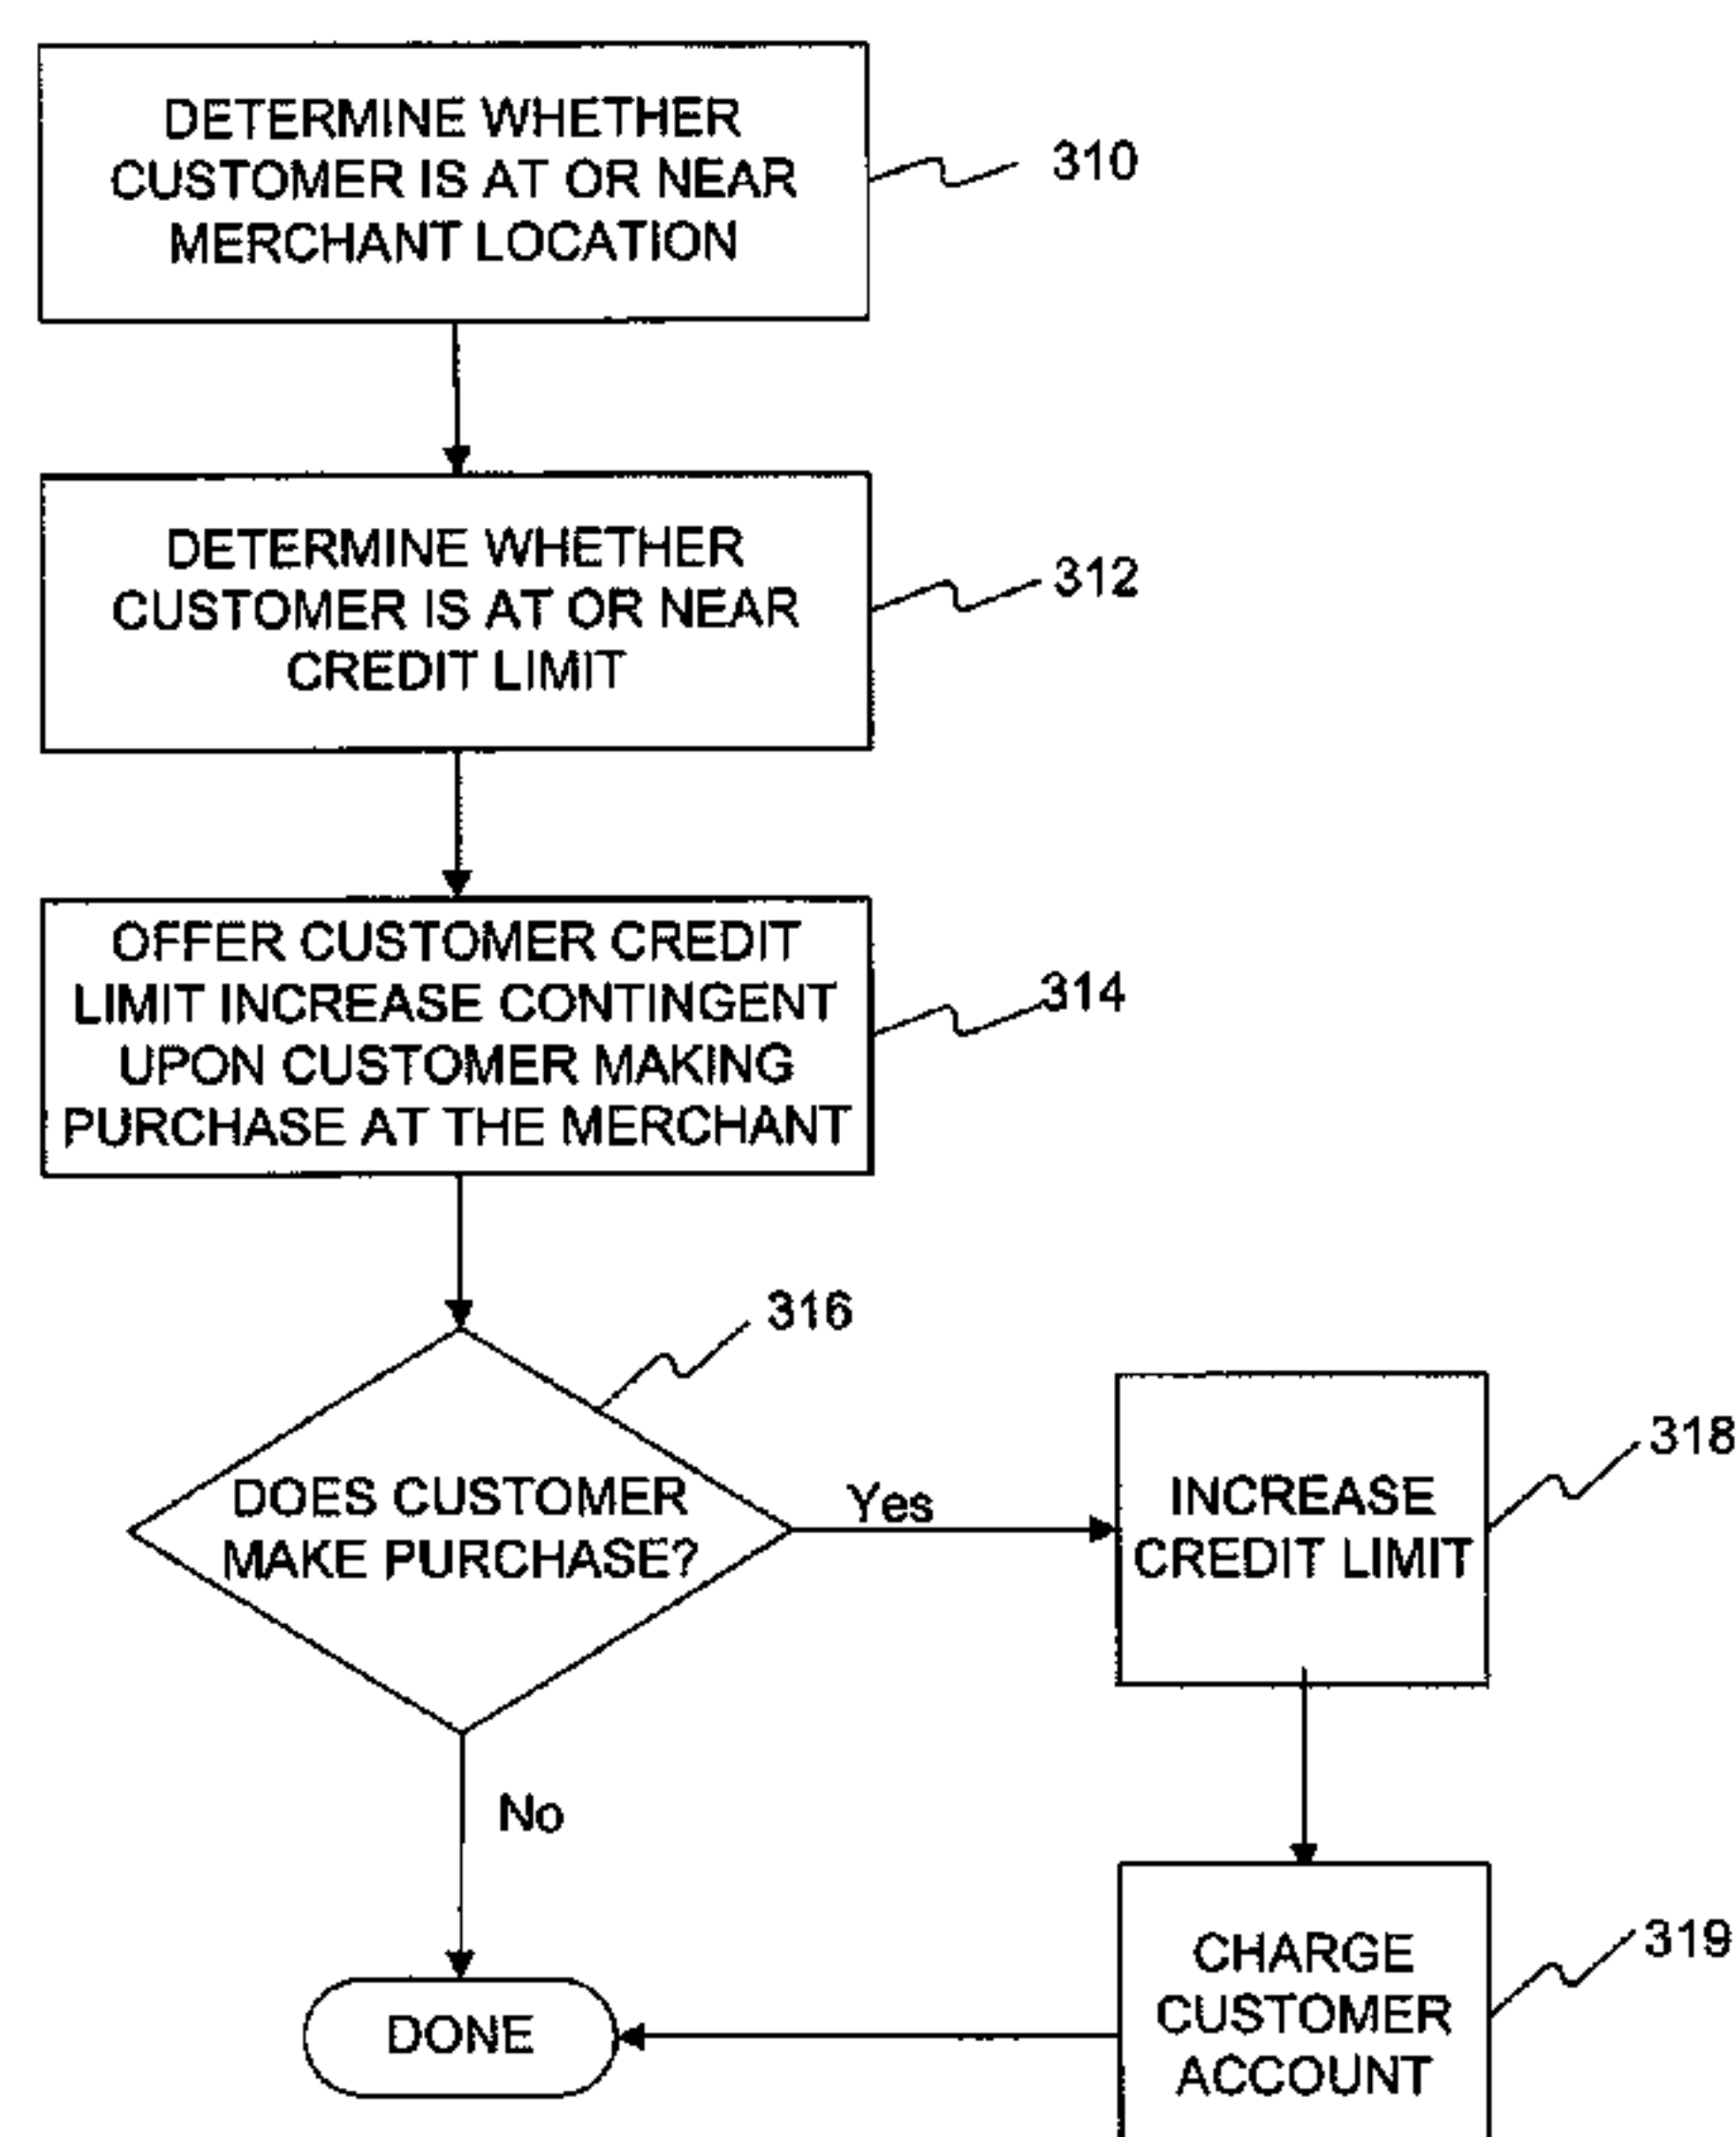 DETERMINE WHETHER
CUSTOMER IS AT OR NEAR
MERCHANT LOCATION
310
DETERMINE WHETHER
CUSTOMER IS AT OR NEAR
CREDIT LIMIT
312
OFFER CUSTOMER CREDIT
LIMIT INCREASE CONTINGENT
UPON CUSTOMER MAKING
PURCHASE AT THE MERCHANT
314
316
DOES CUSTOMER
MAKE PURCHASE?
Yes
INCREASE
CREDIT LIMIT
318
No
DONE
CHARGE
CUSTOMER
ACCOUNT
319